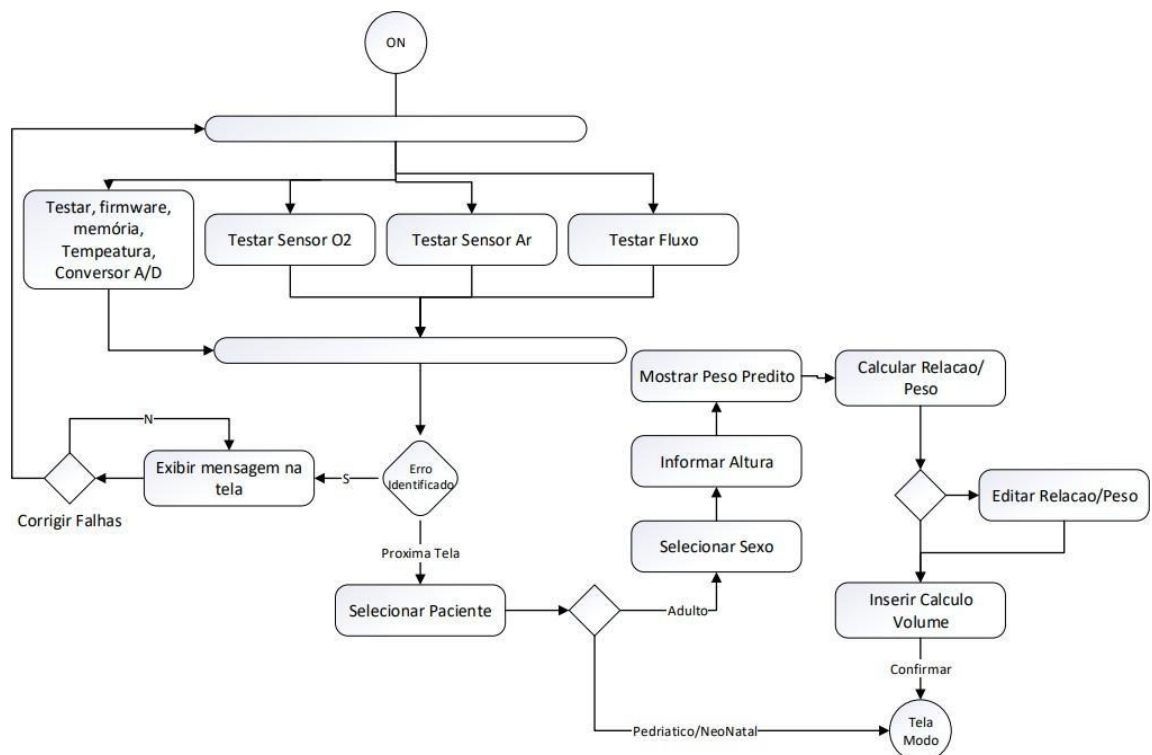 ON
Testar, firmware,
memória,
Tempeatura,
Conversor A/D
Testar Sensor O2
Testar Sensor Ar
Testar Fluxo
Mostrar Peso Predito
Calcular Relacao/
Peso
N
Exibir mensagem na
tela
S
Erro
Identificado
Corrigir Falhas
Informar Altura
Editar Relacao/Peso
Selecionar Sexo
Proxima Tela
Selecionar Paciente
Adulto
Inserir Calculo
Volume
Confirmar
Pedriatico/NeoNatal
Tela
Modo